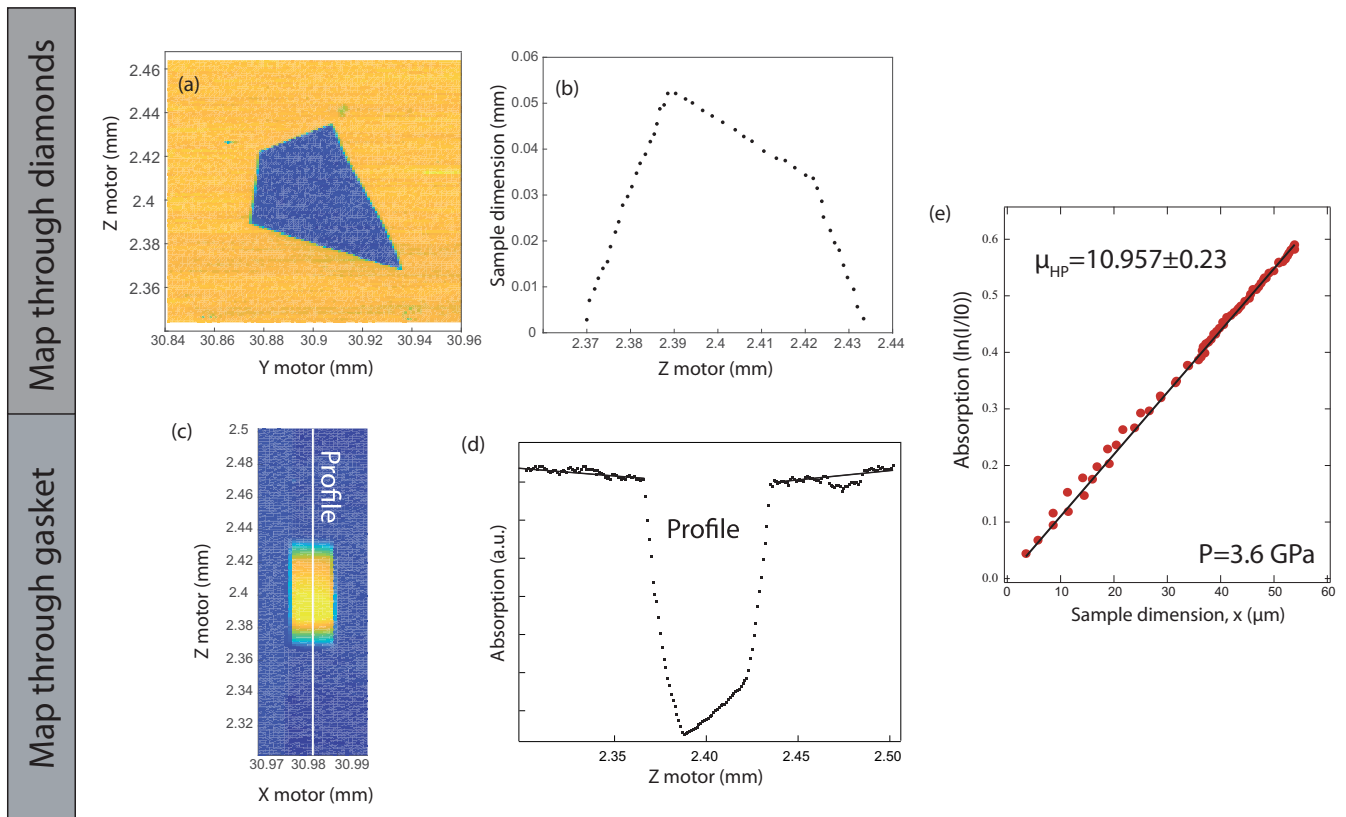 Map through diamonds
(a)
Z motor (mm)
2.46
2.44
2.42
2.4
2.38
2.36
30.84 30.86 30.88 30.9 30.92 30.94 30.96
Y motor (mm)
(b)
Sample dimension (mm)
0.06
0.05
0.04
0.03
0.02
0.01
0
2.37 2.38 2.39 2.4 2.41 2.42 2.43 2.44
Z motor (mm)
Map through gasket
(c)
Z motor (mm)
2.5
2.48
2.46
2.44
2.42
2.4
2.38
2.36
2.34
2.32
Profile
30.97 30.98 30.99
X motor (mm)
(d)
Absorption (a.u.)
Profile
2.35 2.40 2.45 2.50
Z motor (mm)
(e)
Absorption (ln(I/I0))
0.6
0.5
0.4
0.3
0.2
0.1
0.0
μHP=10.957±0.23
P=3.6 GPa
0 10 20 30 40 50 60
Sample dimension, x (μm)